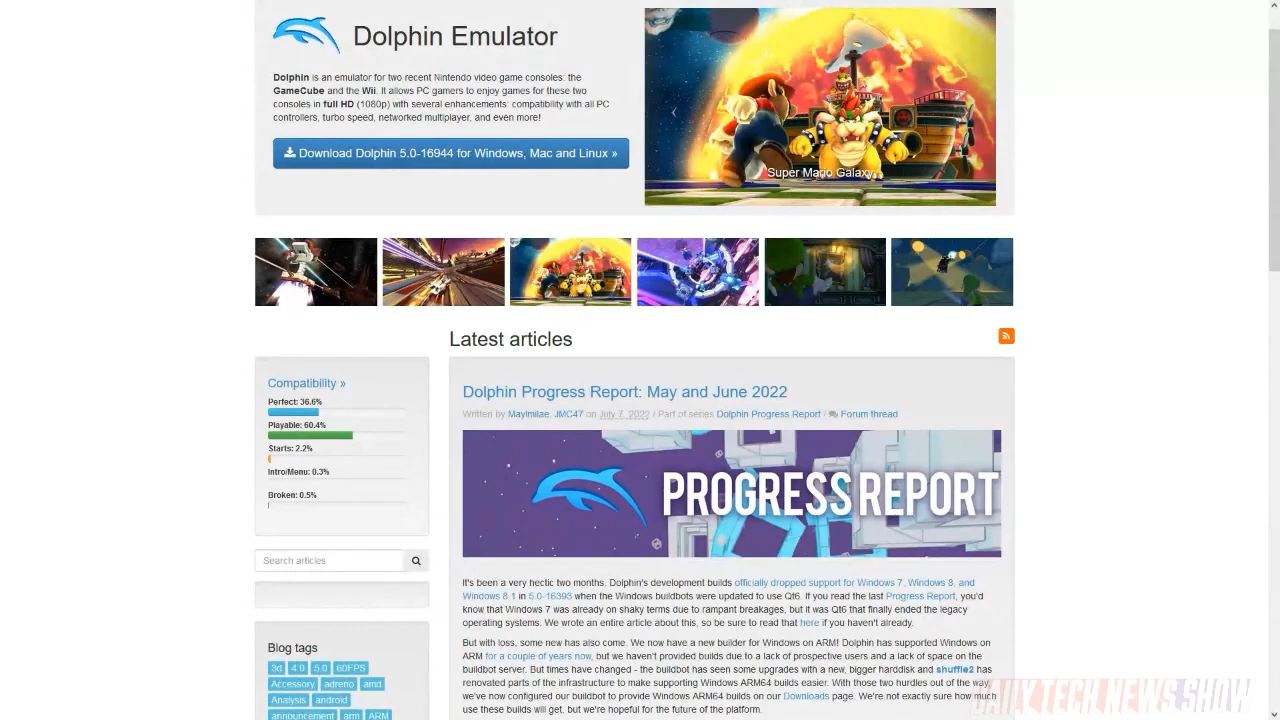 Dolphin Emulator
Dolphin is an emulator for two recent Nintendo video game consoles: the
GameCube and the Wii. It allows PC gamers to enjoy games for these two
consoles in full HD (1080p) with several enhancements: compatibility with all PC
controllers, turbo speed, networked multiplayer, and even more!
Download Dolphin 5.0-16944 for Windows, Mac and Linux »
Super Mario Galaxy
Latest articles
Compatibility »
Perfect: 36.6%
Playable: 60.4%
Starts: 2.2%
Intro/Menu: 0.3%
Broken: 0.5%
Search articles
Blog tags
3d 4.0 5.0 60FPS
Accessory adreno amd
Analysis android
announcement arm ARM
Dolphin Progress Report: May and June 2022
Written by MayImilae, JMC47 on July 7, 2022 / Part of series Dolphin Progress Report / Forum thread
PROGRESS REPORT
It's been a very hectic two months. Dolphin's development builds officially dropped support for Windows 7, Windows 8, and
Windows 8.1 in 5.0-16393 when the Windows buildbots were updated to use Qt6. If you read the last Progress Report, you'd
know that Windows 7 was already on shaky terms due to rampant breakages, but it was Qt6 that finally ended the legacy
operating systems. We wrote an entire article about this, so be sure to read that here if you haven't already.
But with loss, some new has also come. We now have a new builder for Windows on ARM! Dolphin has supported Windows on
ARM for a couple of years now, but we haven't provided builds due to a lack of prospective users and a lack of space on the
buildbot server. But times have changed - the buildbot has seen some upgrades with a new, bigger harddisk and shuffle2 has
renovated parts of the infrastructure to make supporting Windows ARM64 builds easier. With those two hurdles out of the way,
we've now configured our buildbot to provide Windows ARM64 builds on our Downloads page. We're not exactly sure how much
use these builds will get, but we're hopeful for the future of the platform.
DAILY TECH NEWS SHOW